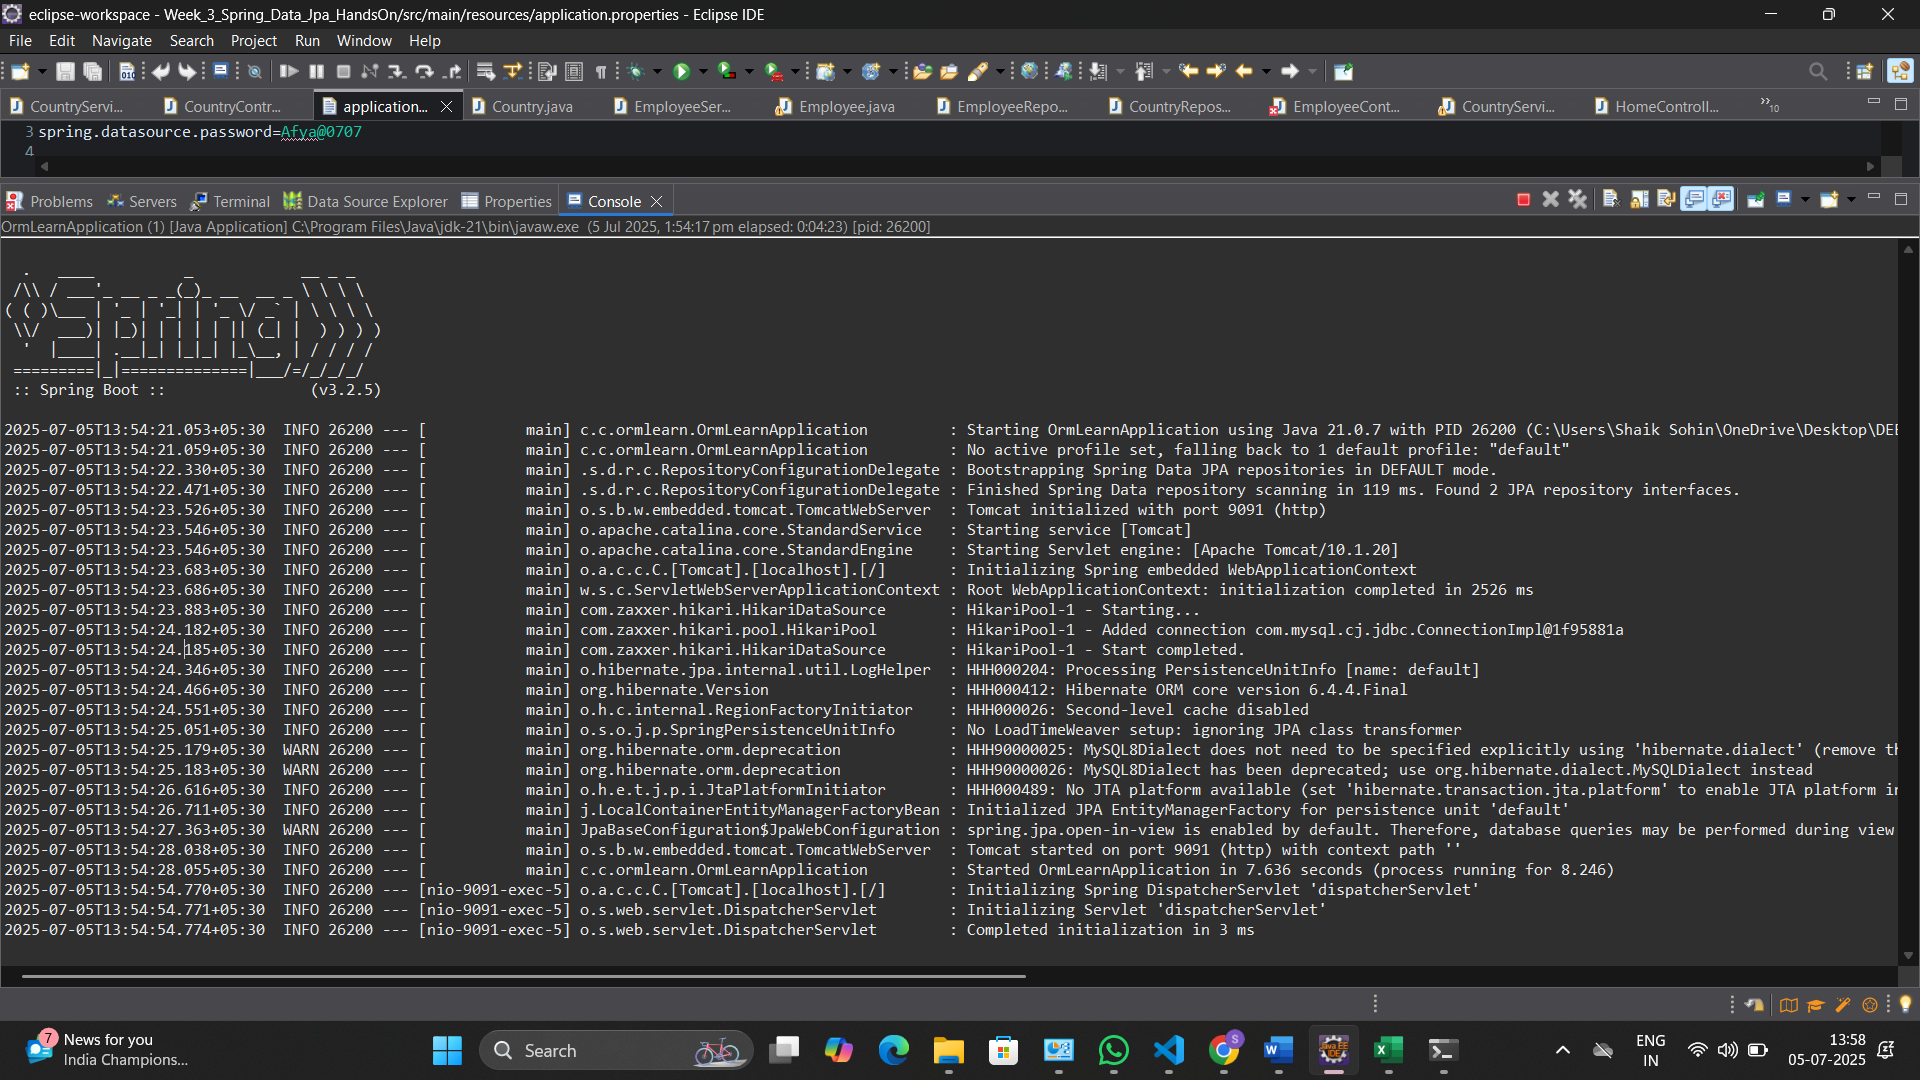 eclipse-workspace - Week_3_Spring_Data_Jpa_HandsOn/src/main/resources/application.properties - Eclipse IDE
File Edit Navigate Search Project Run Window Help
CountryServi... CountryContr... application... Country.java EmployeeSer... Employee.java EmployeeRepo... CountryRepos... EmployeeCont... CountryServi... HomeControll... »10
3 spring.datasource.password=Afya@0707
4
Problems Servers Terminal Data Source Explorer Properties Console
OrmLearnApplication (1) [Java Application] C:\Program Files\Java\jdk-21\bin\javaw.exe (5 Jul 2025, 1:54:17 pm elapsed: 0:04:23) [pid: 26200]
  .   ____          _            __ _ _
 /\\ / ___'_ __ _ _(_)_ __  __ _ \ \ \ \
( ( )\___ | '_ | '_| | '_ \/ _` | \ \ \ \
 \\/  ___)| |_)| | | | | || (_| |  ) ) ) )
  '  |____| .__|_| |_|_| |_\__, | / / / /
 =========|_|==============|___/=/_/_/_/
 :: Spring Boot ::                (v3.2.5)
2025-07-05T13:54:21.053+05:30  INFO 26200 --- [           main] c.c.ormlearn.OrmLearnApplication         : Starting OrmLearnApplication using Java 21.0.7 with PID 26200 (C:\Users\Shaik Sohin\OneDrive\Desktop\DEE
2025-07-05T13:54:21.059+05:30  INFO 26200 --- [           main] c.c.ormlearn.OrmLearnApplication         : No active profile set, falling back to 1 default profile: "default"
2025-07-05T13:54:22.330+05:30  INFO 26200 --- [           main] .s.d.r.c.RepositoryConfigurationDelegate : Bootstrapping Spring Data JPA repositories in DEFAULT mode.
2025-07-05T13:54:22.471+05:30  INFO 26200 --- [           main] .s.d.r.c.RepositoryConfigurationDelegate : Finished Spring Data repository scanning in 119 ms. Found 2 JPA repository interfaces.
2025-07-05T13:54:23.526+05:30  INFO 26200 --- [           main] o.s.b.w.embedded.tomcat.TomcatWebServer  : Tomcat initialized with port 9091 (http)
2025-07-05T13:54:23.546+05:30  INFO 26200 --- [           main] o.apache.catalina.core.StandardService   : Starting service [Tomcat]
2025-07-05T13:54:23.546+05:30  INFO 26200 --- [           main] o.apache.catalina.core.StandardEngine    : Starting Servlet engine: [Apache Tomcat/10.1.20]
2025-07-05T13:54:23.683+05:30  INFO 26200 --- [           main] o.a.c.c.C.[Tomcat].[localhost].[/]       : Initializing Spring embedded WebApplicationContext
2025-07-05T13:54:23.686+05:30  INFO 26200 --- [           main] w.s.c.ServletWebServerApplicationContext : Root WebApplicationContext: initialization completed in 2526 ms
2025-07-05T13:54:23.883+05:30  INFO 26200 --- [           main] com.zaxxer.hikari.HikariDataSource       : HikariPool-1 - Starting...
2025-07-05T13:54:24.182+05:30  INFO 26200 --- [           main] com.zaxxer.hikari.pool.HikariPool        : HikariPool-1 - Added connection com.mysql.cj.jdbc.ConnectionImpl@1f95881a
2025-07-05T13:54:24.185+05:30  INFO 26200 --- [           main] com.zaxxer.hikari.HikariDataSource       : HikariPool-1 - Start completed.
2025-07-05T13:54:24.346+05:30  INFO 26200 --- [           main] o.hibernate.jpa.internal.util.LogHelper  : HHH000204: Processing PersistenceUnitInfo [name: default]
2025-07-05T13:54:24.466+05:30  INFO 26200 --- [           main] org.hibernate.Version                    : HHH000412: Hibernate ORM core version 6.4.4.Final
2025-07-05T13:54:24.551+05:30  INFO 26200 --- [           main] o.h.c.internal.RegionFactoryInitiator    : HHH000026: Second-level cache disabled
2025-07-05T13:54:25.051+05:30  INFO 26200 --- [           main] o.s.o.j.p.SpringPersistenceUnitInfo      : No LoadTimeWeaver setup: ignoring JPA class transformer
2025-07-05T13:54:25.179+05:30  WARN 26200 --- [           main] org.hibernate.orm.deprecation            : HHH90000025: MySQL8Dialect does not need to be specified explicitly using 'hibernate.dialect' (remove th
2025-07-05T13:54:25.183+05:30  WARN 26200 --- [           main] org.hibernate.orm.deprecation            : HHH90000026: MySQL8Dialect has been deprecated; use org.hibernate.dialect.MySQLDialect instead
2025-07-05T13:54:26.616+05:30  INFO 26200 --- [           main] o.h.e.t.j.p.i.JtaPlatformInitiator       : HHH000489: No JTA platform available (set 'hibernate.transaction.jta.platform' to enable JTA platform in
2025-07-05T13:54:26.711+05:30  INFO 26200 --- [           main] j.LocalContainerEntityManagerFactoryBean : Initialized JPA EntityManagerFactory for persistence unit 'default'
2025-07-05T13:54:27.363+05:30  WARN 26200 --- [           main] JpaBaseConfiguration$JpaWebConfiguration : spring.jpa.open-in-view is enabled by default. Therefore, database queries may be performed during view
2025-07-05T13:54:28.038+05:30  INFO 26200 --- [           main] o.s.b.w.embedded.tomcat.TomcatWebServer  : Tomcat started on port 9091 (http) with context path ''
2025-07-05T13:54:28.055+05:30  INFO 26200 --- [           main] c.c.ormlearn.OrmLearnApplication         : Started OrmLearnApplication in 7.636 seconds (process running for 8.246)
2025-07-05T13:54:54.770+05:30  INFO 26200 --- [nio-9091-exec-5] o.a.c.c.C.[Tomcat].[localhost].[/]       : Initializing Spring DispatcherServlet 'dispatcherServlet'
2025-07-05T13:54:54.771+05:30  INFO 26200 --- [nio-9091-exec-5] o.s.web.servlet.DispatcherServlet        : Initializing Servlet 'dispatcherServlet'
2025-07-05T13:54:54.774+05:30  INFO 26200 --- [nio-9091-exec-5] o.s.web.servlet.DispatcherServlet        : Completed initialization in 3 ms
7 News for you
India Champions...
Search
ENG
IN
13:58
05-07-2025